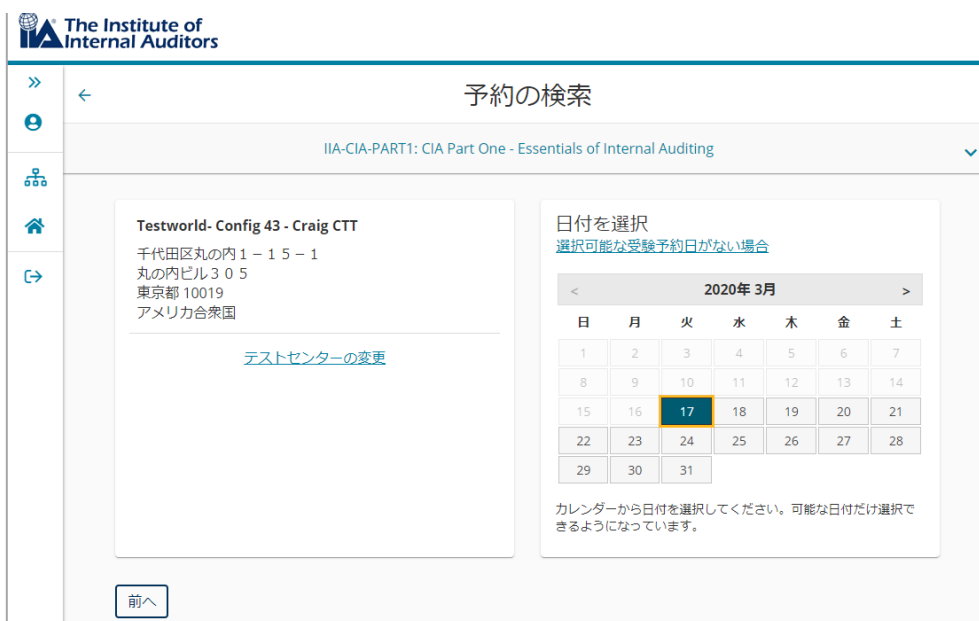 IIA The Institute of
Internal Auditors
予約の検索
IIA-CIA-PART1: CIA Part One - Essentials of Internal Auditing
Testworld- Config 43 - Craig CTT
千代田区丸の内１－１５－１
丸の内ビル３０５
東京都 10019
アメリカ合衆国
テストセンターの変更
日付を選択
選択可能な受験予約日がない場合
< 2020年 3月 >
日 月 火 水 木 金 土
1 2 3 4 5 6 7
8 9 10 11 12 13 14
15 16 17 18 19 20 21
22 23 24 25 26 27 28
29 30 31
カレンダーから日付を選択してください。可能な日付だけ選択で
きるようになっています。
前へ